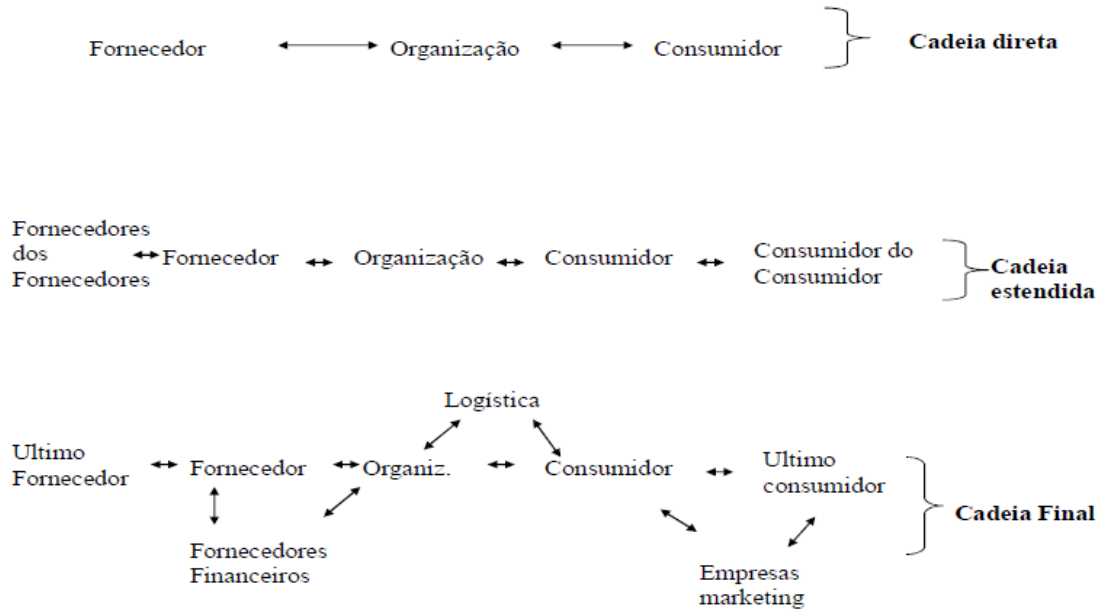 Fornecedor
Organização
Consumidor
Cadeia direta
Fornecedores
dos
Fornecedores
Fornecedor
Organização
Consumidor
Consumidor do
Consumidor
Cadeia
estendida
Logística
Ultimo
Fornecedor
Fornecedor
Organiz.
Consumidor
Ultimo
consumidor
Cadeia Final
Fornecedores
Financeiros
Empresas
marketing